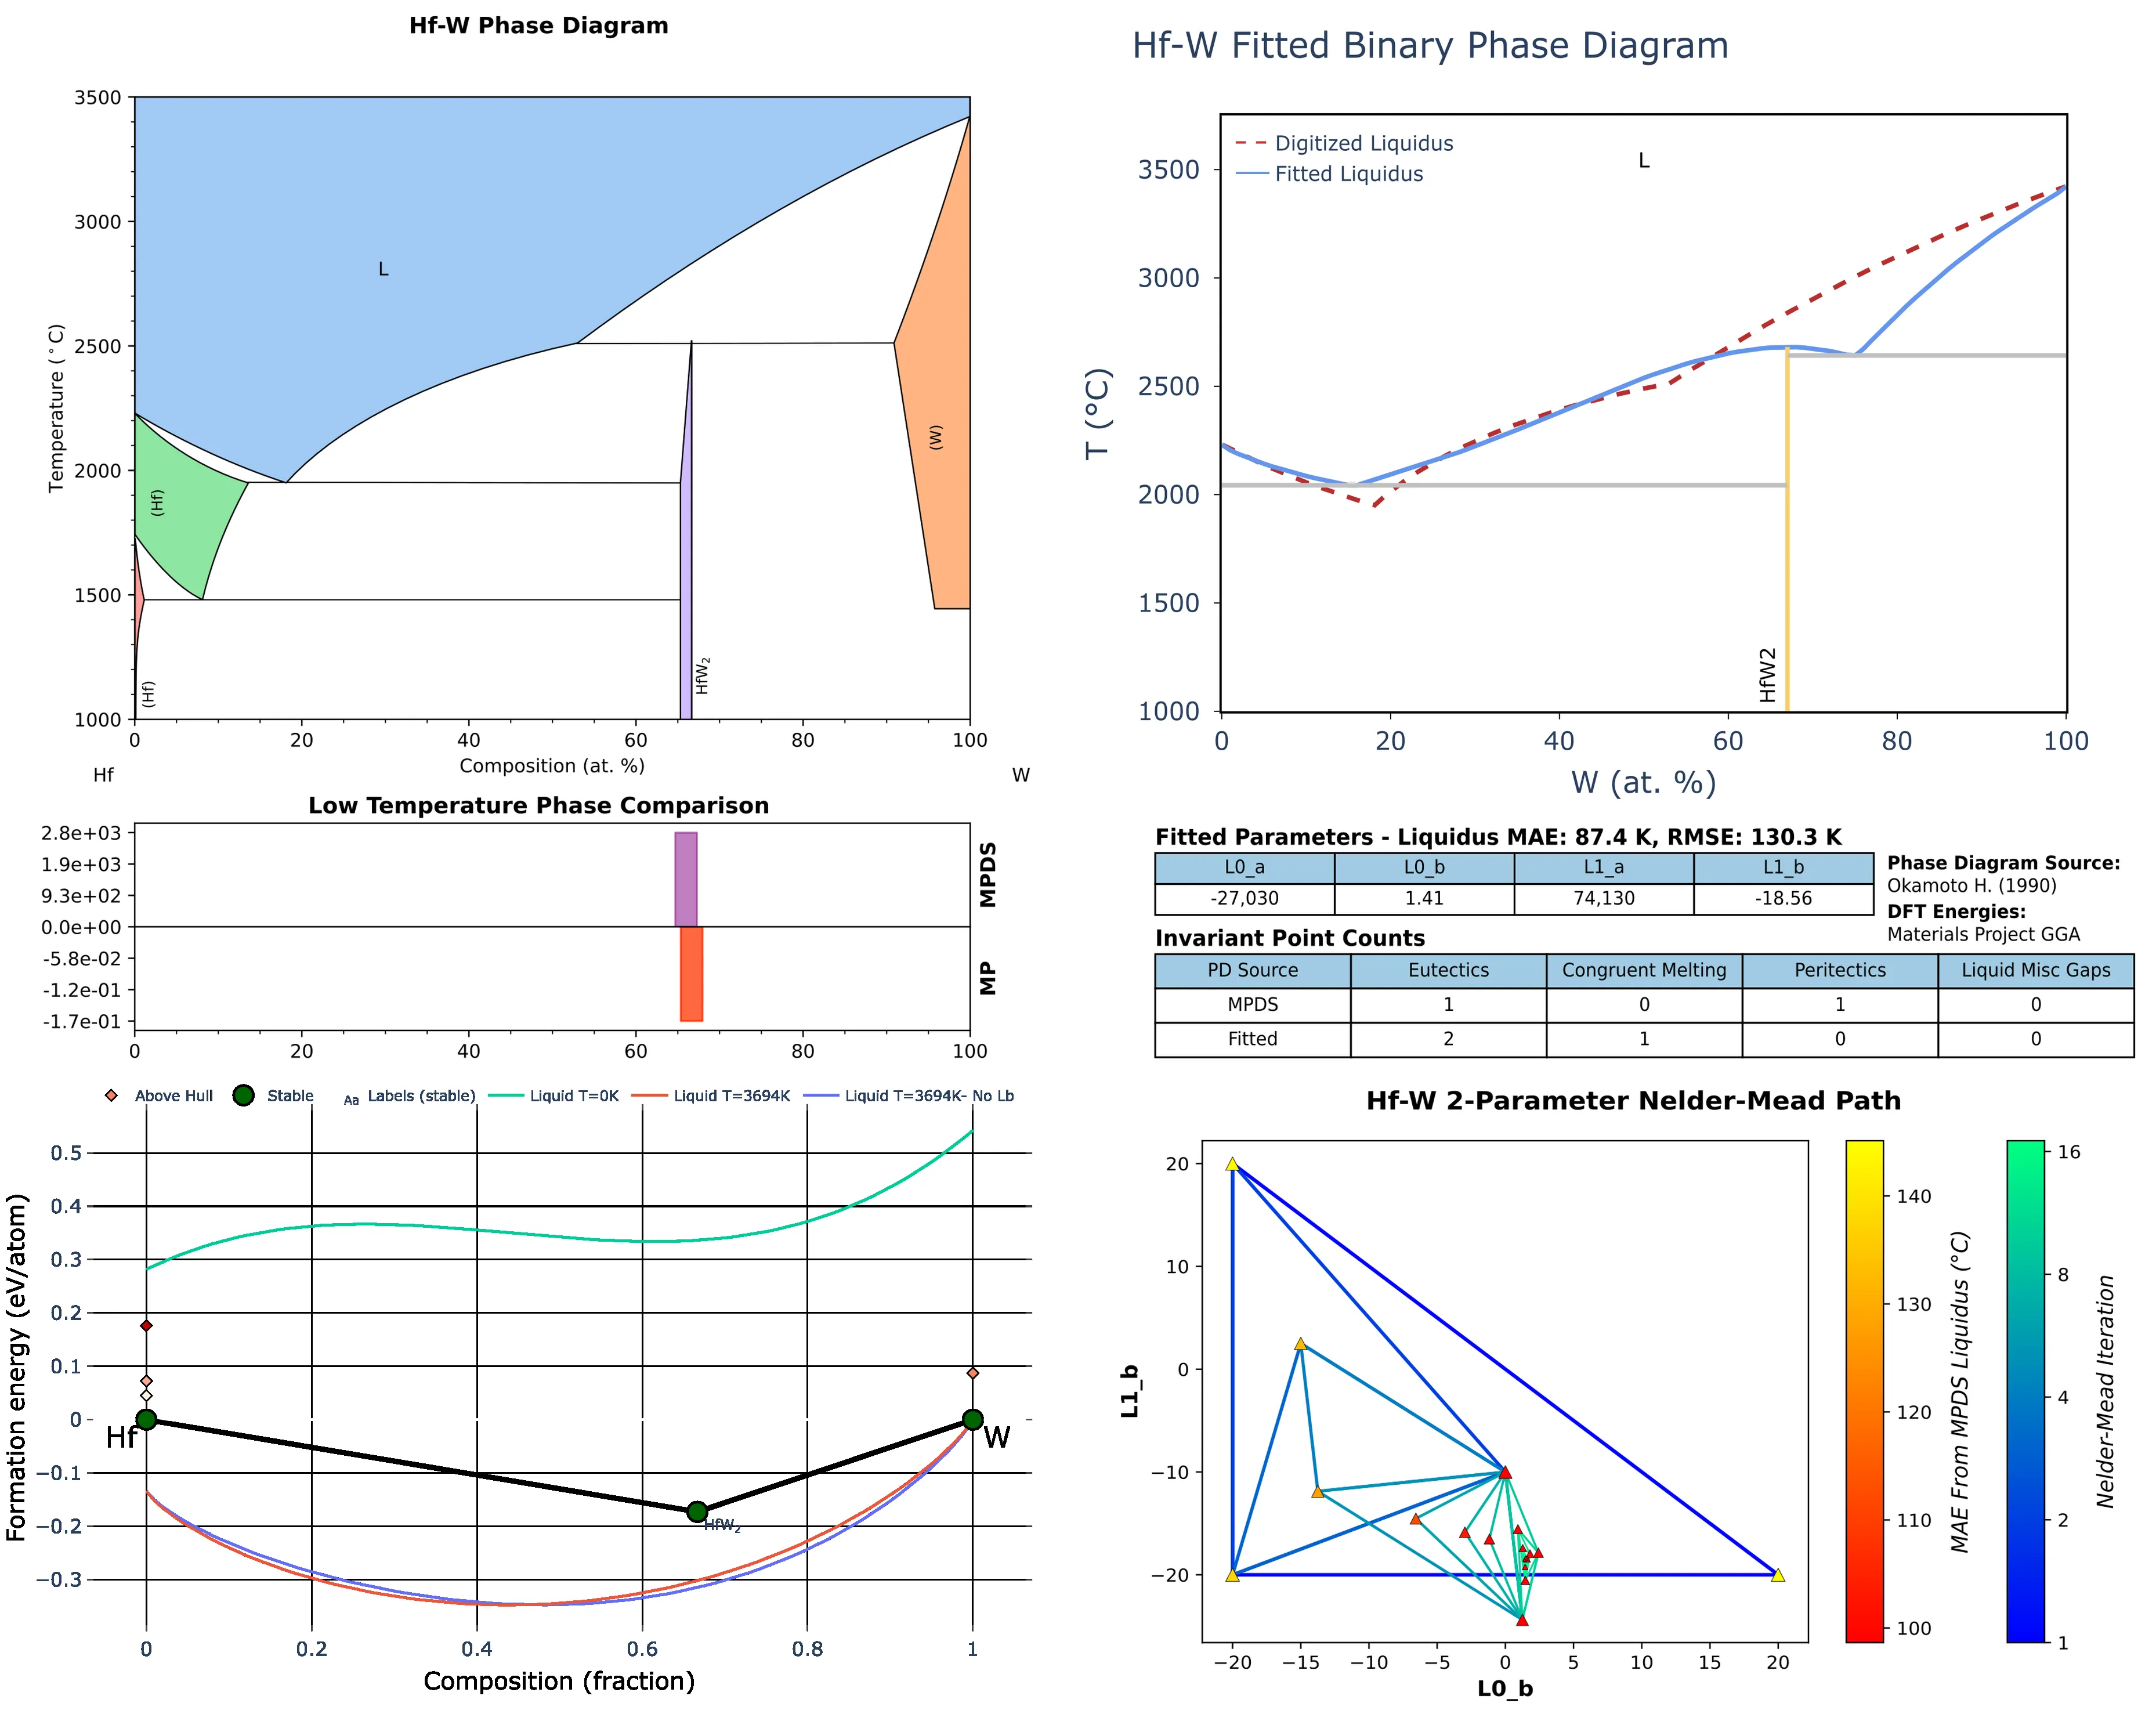 Hf-W Phase Diagram
3500
3000
2500
2000
1500
1000
Temperature (°C)
L
(Hf)
(Hf)
HfW2
(W)
0 20 40 60 80 100
Composition (at. %)
Hf W
Low Temperature Phase Comparison
2.8e+03
1.9e+03
9.3e+02
0.0e+00
-5.8e-02
-1.2e-01
-1.7e-01
MPDS
MP
0 20 40 60 80 100
Above Hull Stable Aa Labels (stable) Liquid T=0K Liquid T=3694K Liquid T=3694K- No Lb
0.5
0.4
0.3
0.2
0.1
0
−0.1
−0.2
−0.3
Formation energy (eV/atom)
Hf
W
HfW2
0 0.2 0.4 0.6 0.8 1
Composition (fraction)
Hf-W Fitted Binary Phase Diagram
Digitized Liquidus
Fitted Liquidus
L
3500
3000
2500
2000
1500
1000
T (°C)
HfW2
0 20 40 60 80 100
W (at. %)
Fitted Parameters - Liquidus MAE: 87.4 K, RMSE: 130.3 K
L0_a L0_b L1_a L1_b
-27,030 1.41 74,130 -18.56
Phase Diagram Source:
Okamoto H. (1990)
DFT Energies:
Materials Project GGA
Invariant Point Counts
PD Source Eutectics Congruent Melting Peritectics Liquid Misc Gaps
MPDS 1 0 1 0
Fitted 2 1 0 0
Hf-W 2-Parameter Nelder-Mead Path
20
10
0
−10
−20
L1_b
−20 −15 −10 −5 0 5 10 15 20
L0_b
140
130
120
110
100
MAE From MPDS Liquidus (°C)
16
8
4
2
1
Nelder-Mead Iteration